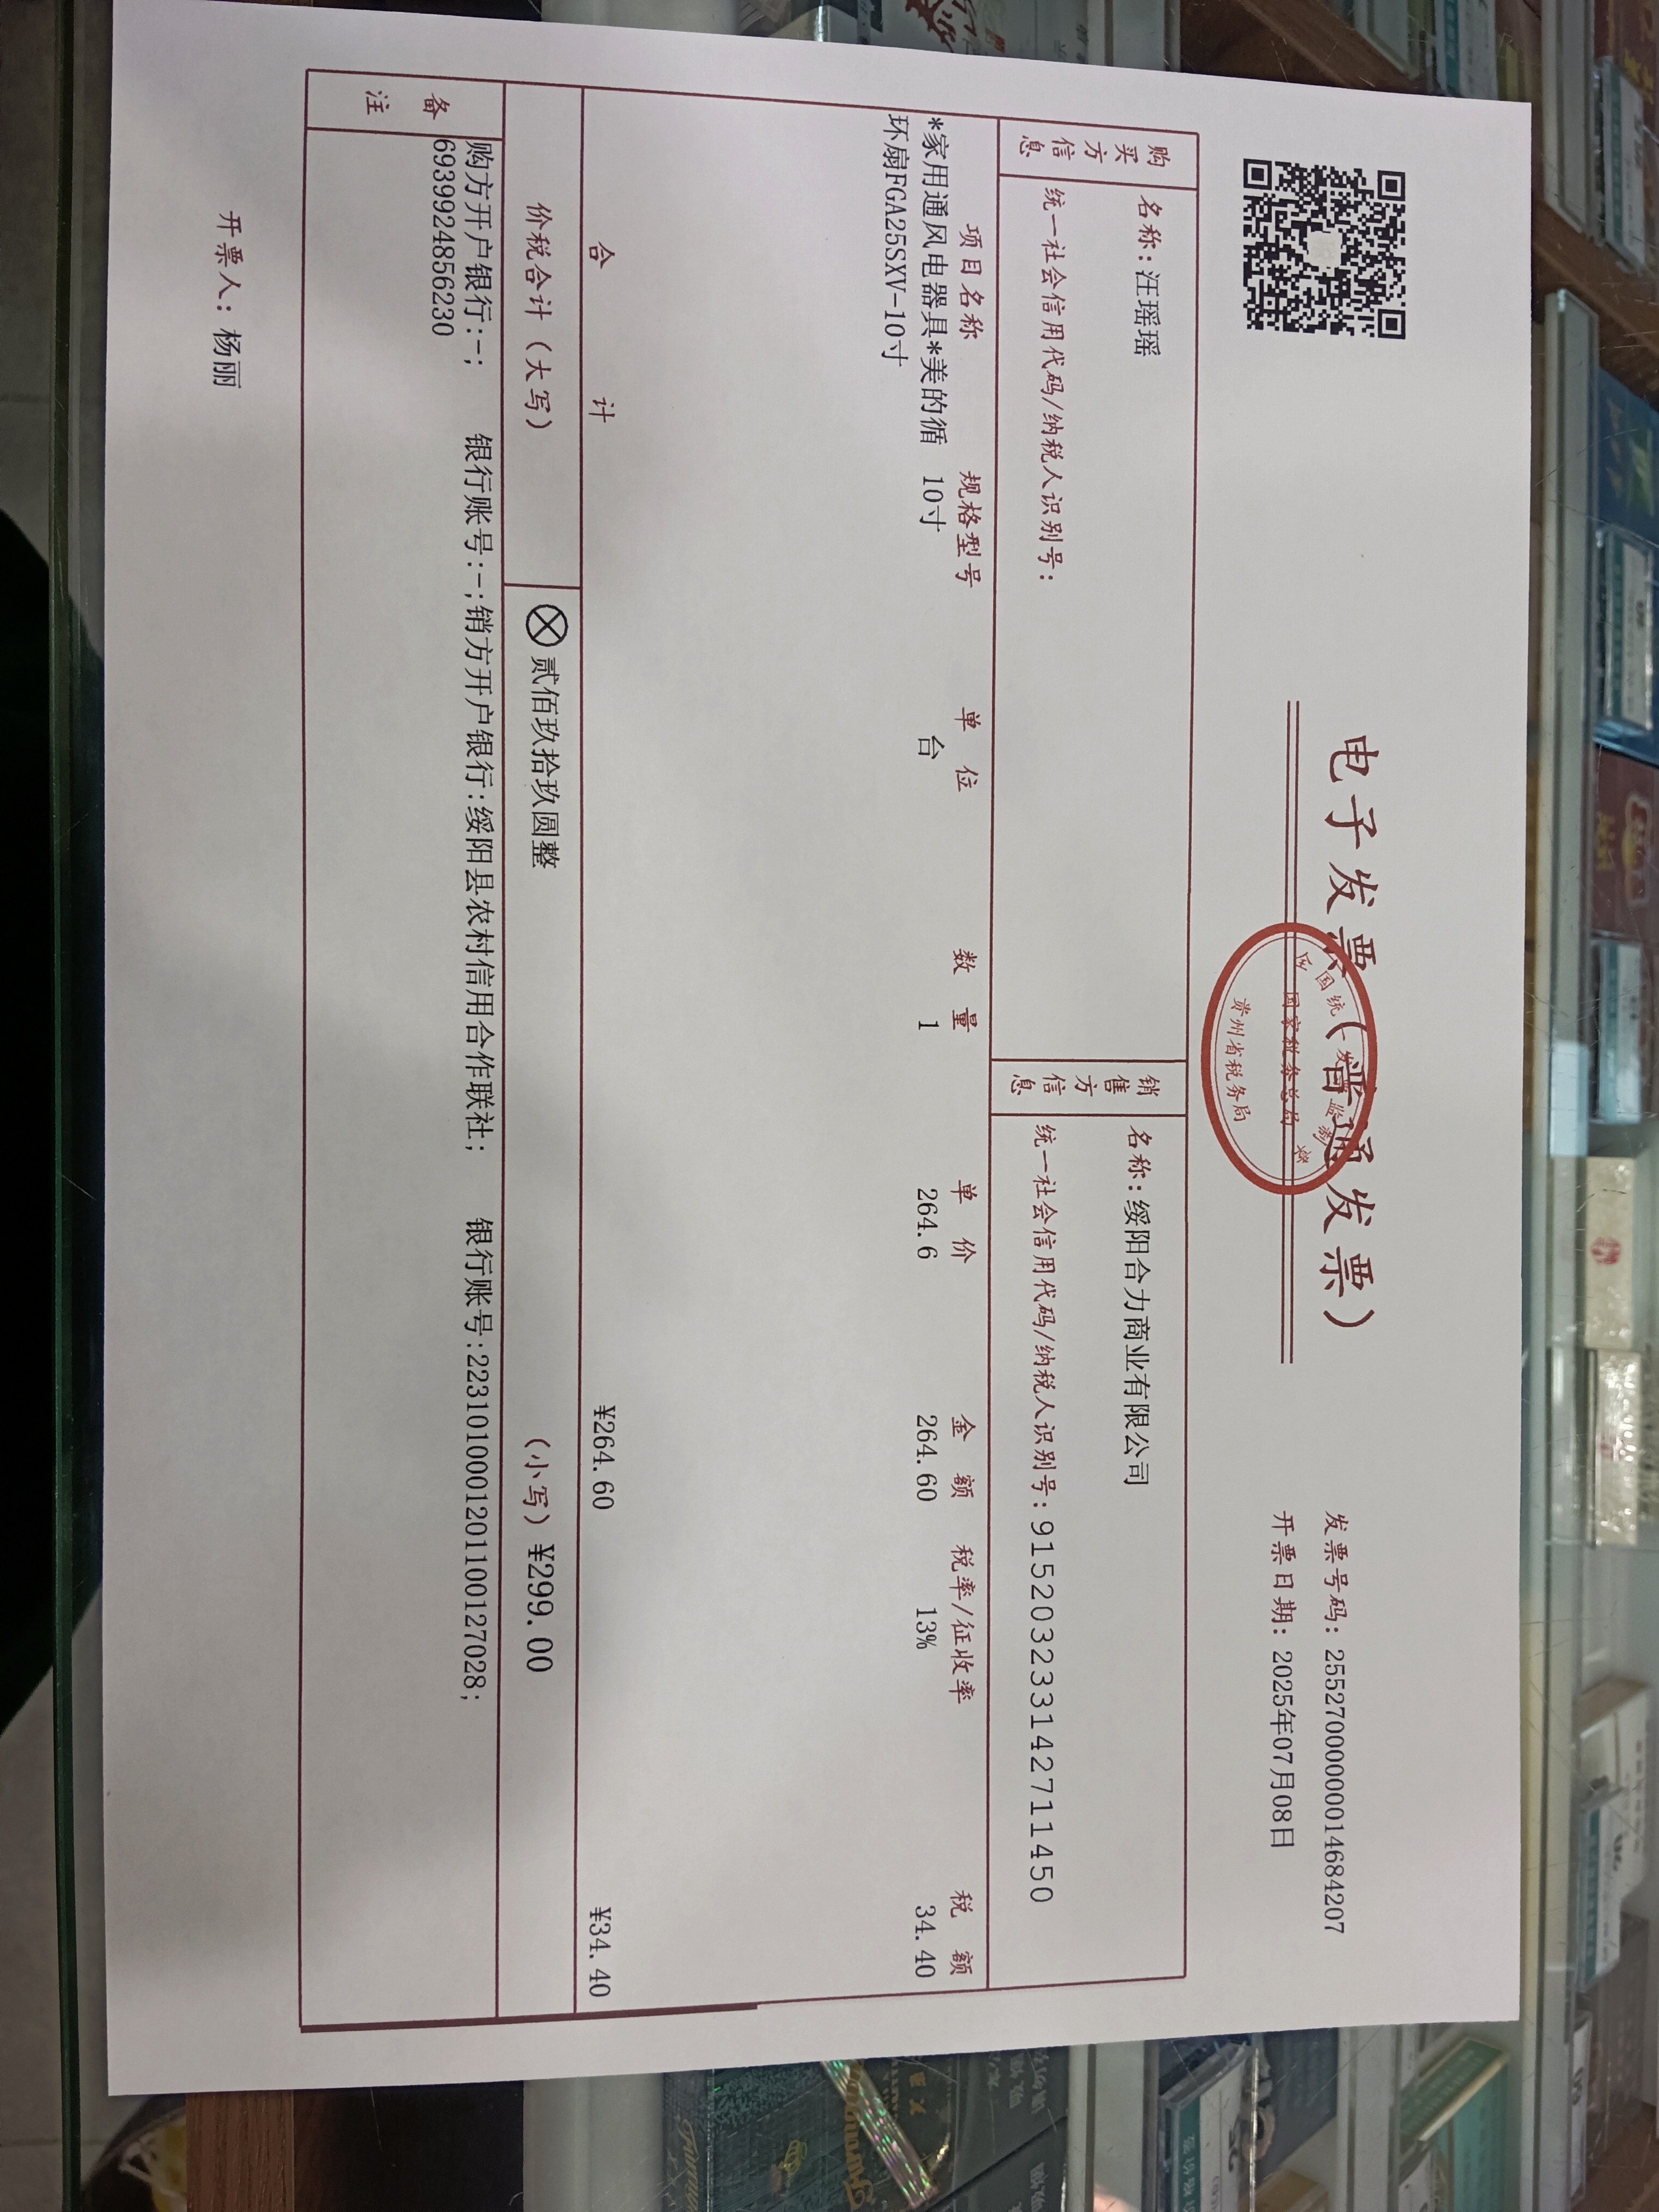 电子发票(普通发票)
全国统一发票监制章
国家税务总局
贵州省税务局
发票号码: 25527000000014684207
开票日期: 2025年07月08日
购买方信息
名称:汪瑶瑶
统一社会信用代码/纳税人识别号:
销售方信息
名称:绥阳合力商业有限公司
统一社会信用代码/纳税人识别号:915203233142711450
项目名称 规格型号 单位 数量 单价 金额 税率/征收率 税额
*家用通风电器具*美的循 10寸 台 1 264.6 264.60 13% 34.40
环扇FGA25SXV-10寸
合计 ¥264.60 ¥34.40
价税合计(大写) ⊗贰佰玖拾玖圆整 (小写)¥299.00
备注
购方开户银行:-; 银行账号:-;销方开户银行:绥阳县农村信用合作联社; 银行账号:2231010001201100127028;
6939924856230
开票人: 杨丽